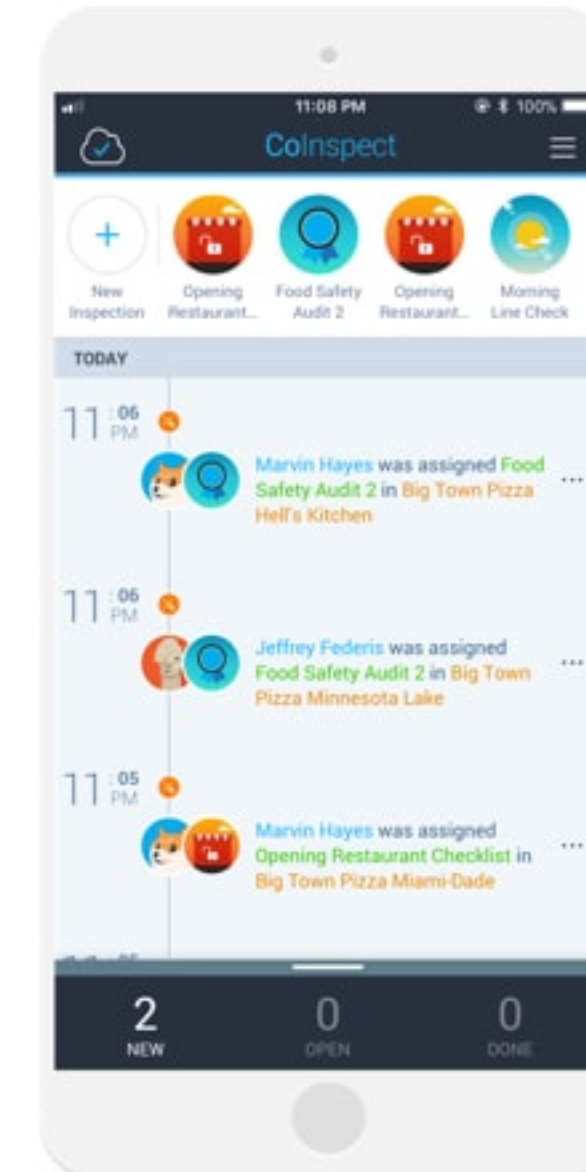 11:08 PM
100%
CoInspect
New
Inspection
Opening
Restaurant...
Food Safety
Audit 2
Opening
Restaurant...
Morning
Line Check
TODAY
11 : 06
PM
Marvin Hayes was assigned Food
Safety Audit 2 in Big Town Pizza
Hell's Kitchen
11 : 06
PM
Jeffrey Federis was assigned
Food Safety Audit 2 in Big Town
Pizza Minnesota Lake
11 : 05
PM
Marvin Hayes was assigned
Opening Restaurant Checklist in
Big Town Pizza Miami-Dade
2
NEW
0
OPEN
0
DONE